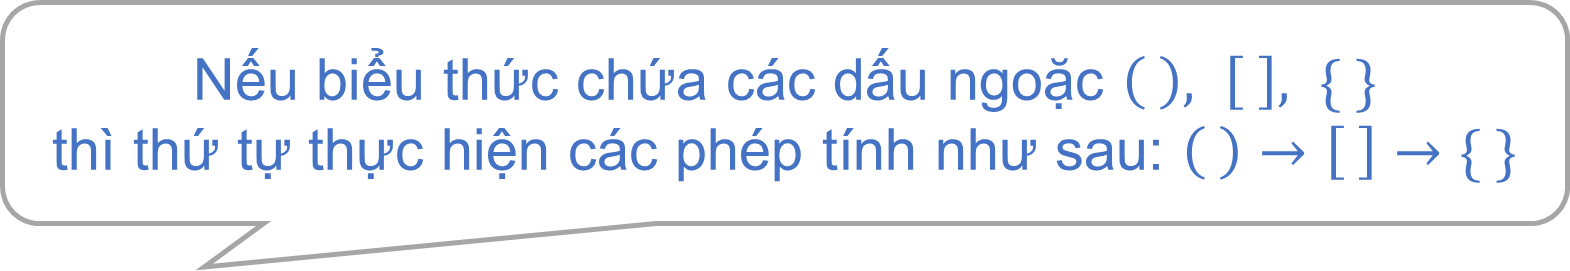 Nếu biểu thức chứa các dấu ngoặc ( ), [ ], { }
thì thứ tự thực hiện các phép tính như sau: ( ) → [ ] → { }